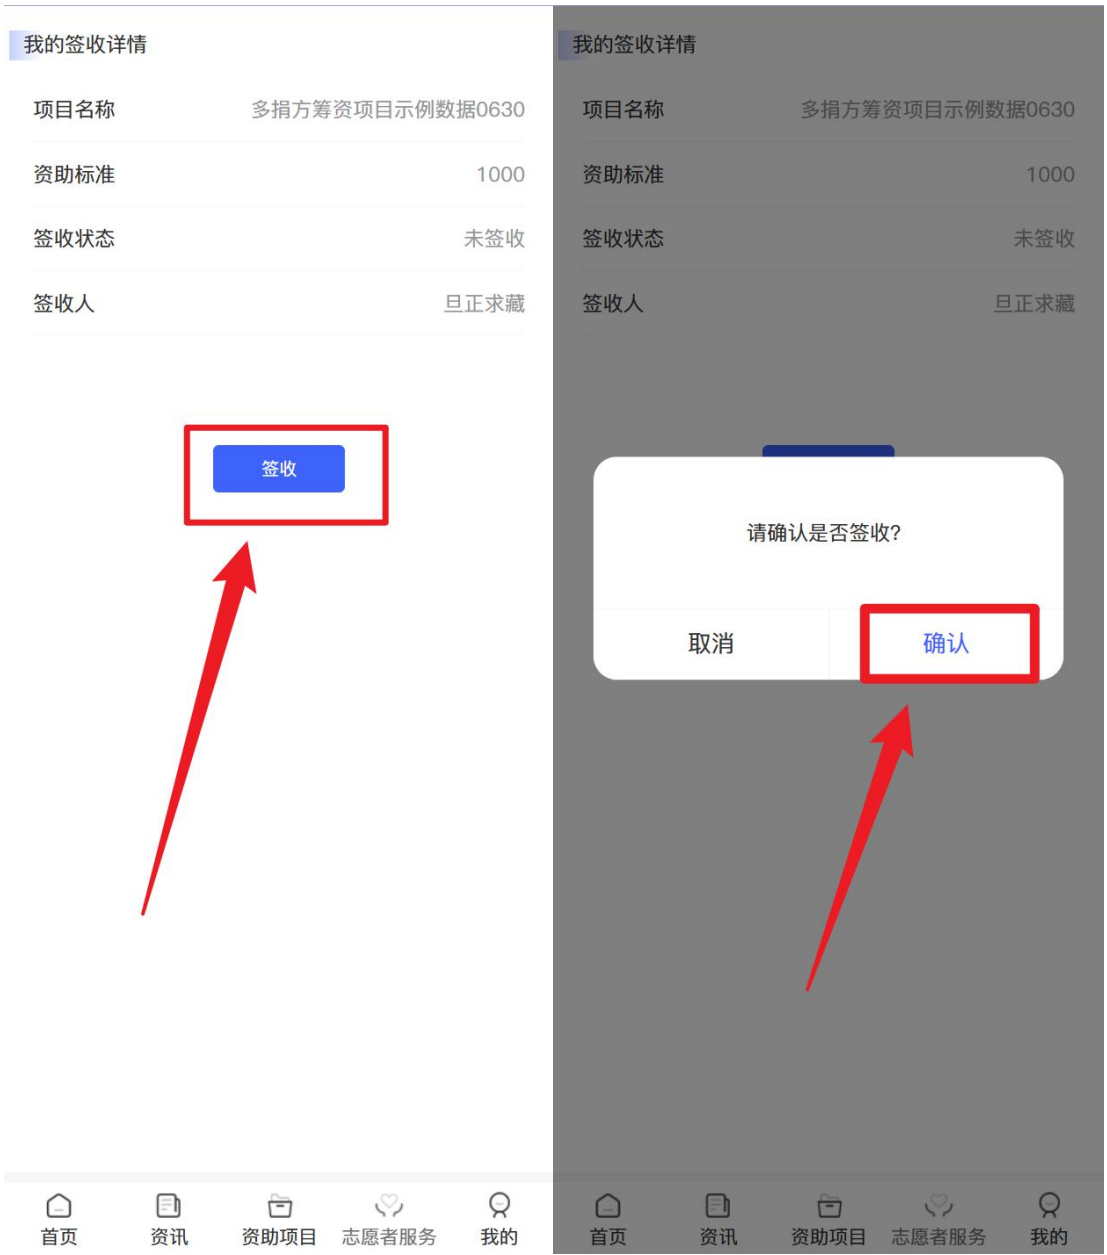 我的签收详情
项目名称 多捐方筹资项目示例数据0630
资助标准 1000
签收状态 未签收
签收人 旦正求藏
签收
首页 资讯 资助项目 志愿者服务 我的
我的签收详情
项目名称 多捐方筹资项目示例数据0630
资助标准 1000
签收状态 未签收
签收人 旦正求藏
请确认是否签收?
取消 确认
首页 资讯 资助项目 志愿者服务 我的